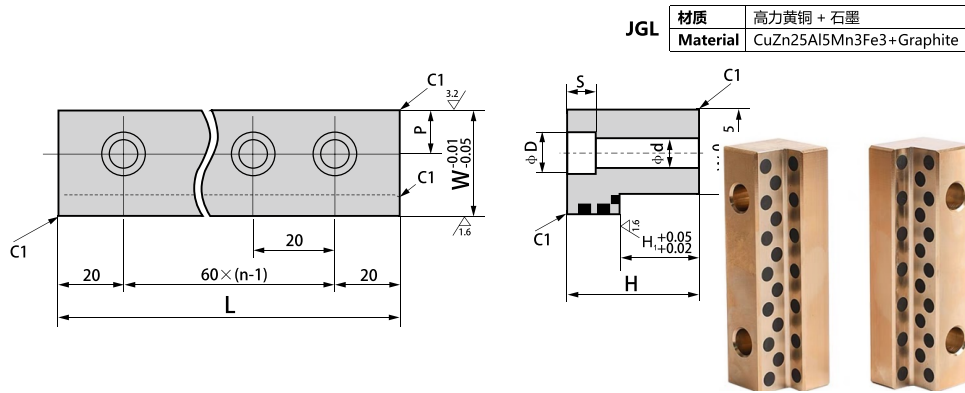 JGL
材质 高力黄铜 + 石墨
Material CuZn25Al5Mn3Fe3+Graphite
C1
3.2
P
W-0.01
-0.05
C1
1.6
C1
20
20
60×(n-1)
20
L
S
C1
5
φD
φd
1.6
C1
H1+0.05
+0.02
H